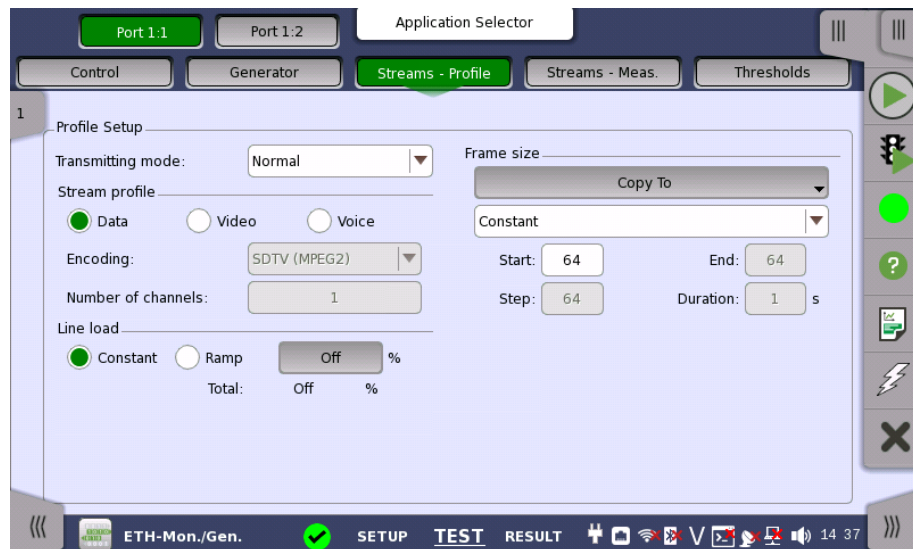 Port 1:1
Port 1:2
Application Selector
Control
Generator
Streams - Profile
Streams - Meas.
Thresholds
1
Profile Setup
Transmitting mode:
Normal
Stream profile
Data
Video
Voice
Encoding:
SDTV (MPEG2)
Number of channels:
1
Line load
Constant
Ramp
Off
%
Total:
Off
%
Frame size
Copy To
Constant
Start:
64
End:
64
Step:
64
Duration:
1
s
ETH-Mon./Gen.
SETUP
TEST
RESULT
14 37